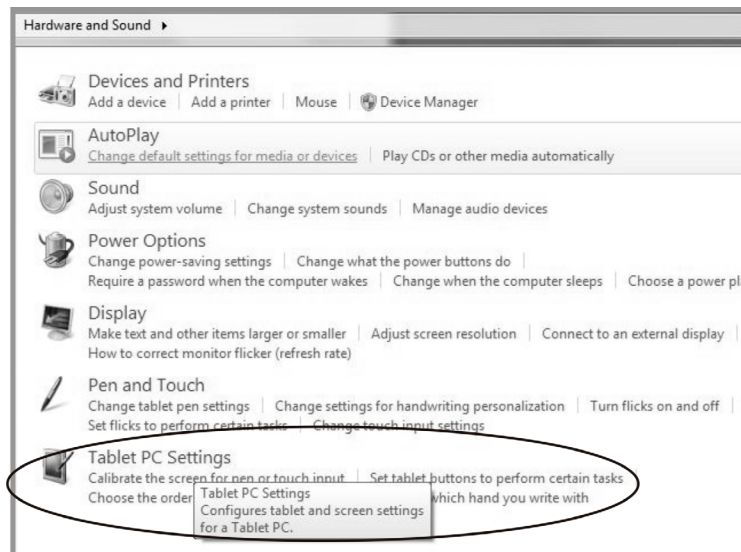 Hardware and Sound
Devices and Printers
Add a device | Add a printer | Mouse | Device Manager
AutoPlay
Change default settings for media or devices | Play CDs or other media automatically
Sound
Adjust system volume | Change system sounds | Manage audio devices
Power Options
Change power-saving settings | Change what the power buttons do |
Require a password when the computer wakes | Change when the computer sleeps | Choose a power pl
Display
Make text and other items larger or smaller | Adjust screen resolution | Connect to an external display |
How to correct monitor flicker (refresh rate)
Pen and Touch
Change tablet pen settings | Change settings for handwriting personalization | Turn flicks on and off |
Set flicks to perform certain tasks | Change touch input settings
Tablet PC Settings
Calibrate the screen for pen or touch input | Set tablet buttons to perform certain tasks |
Choose the order which hand you write with
Tablet PC Settings
Configures tablet and screen settings
for a Tablet PC.